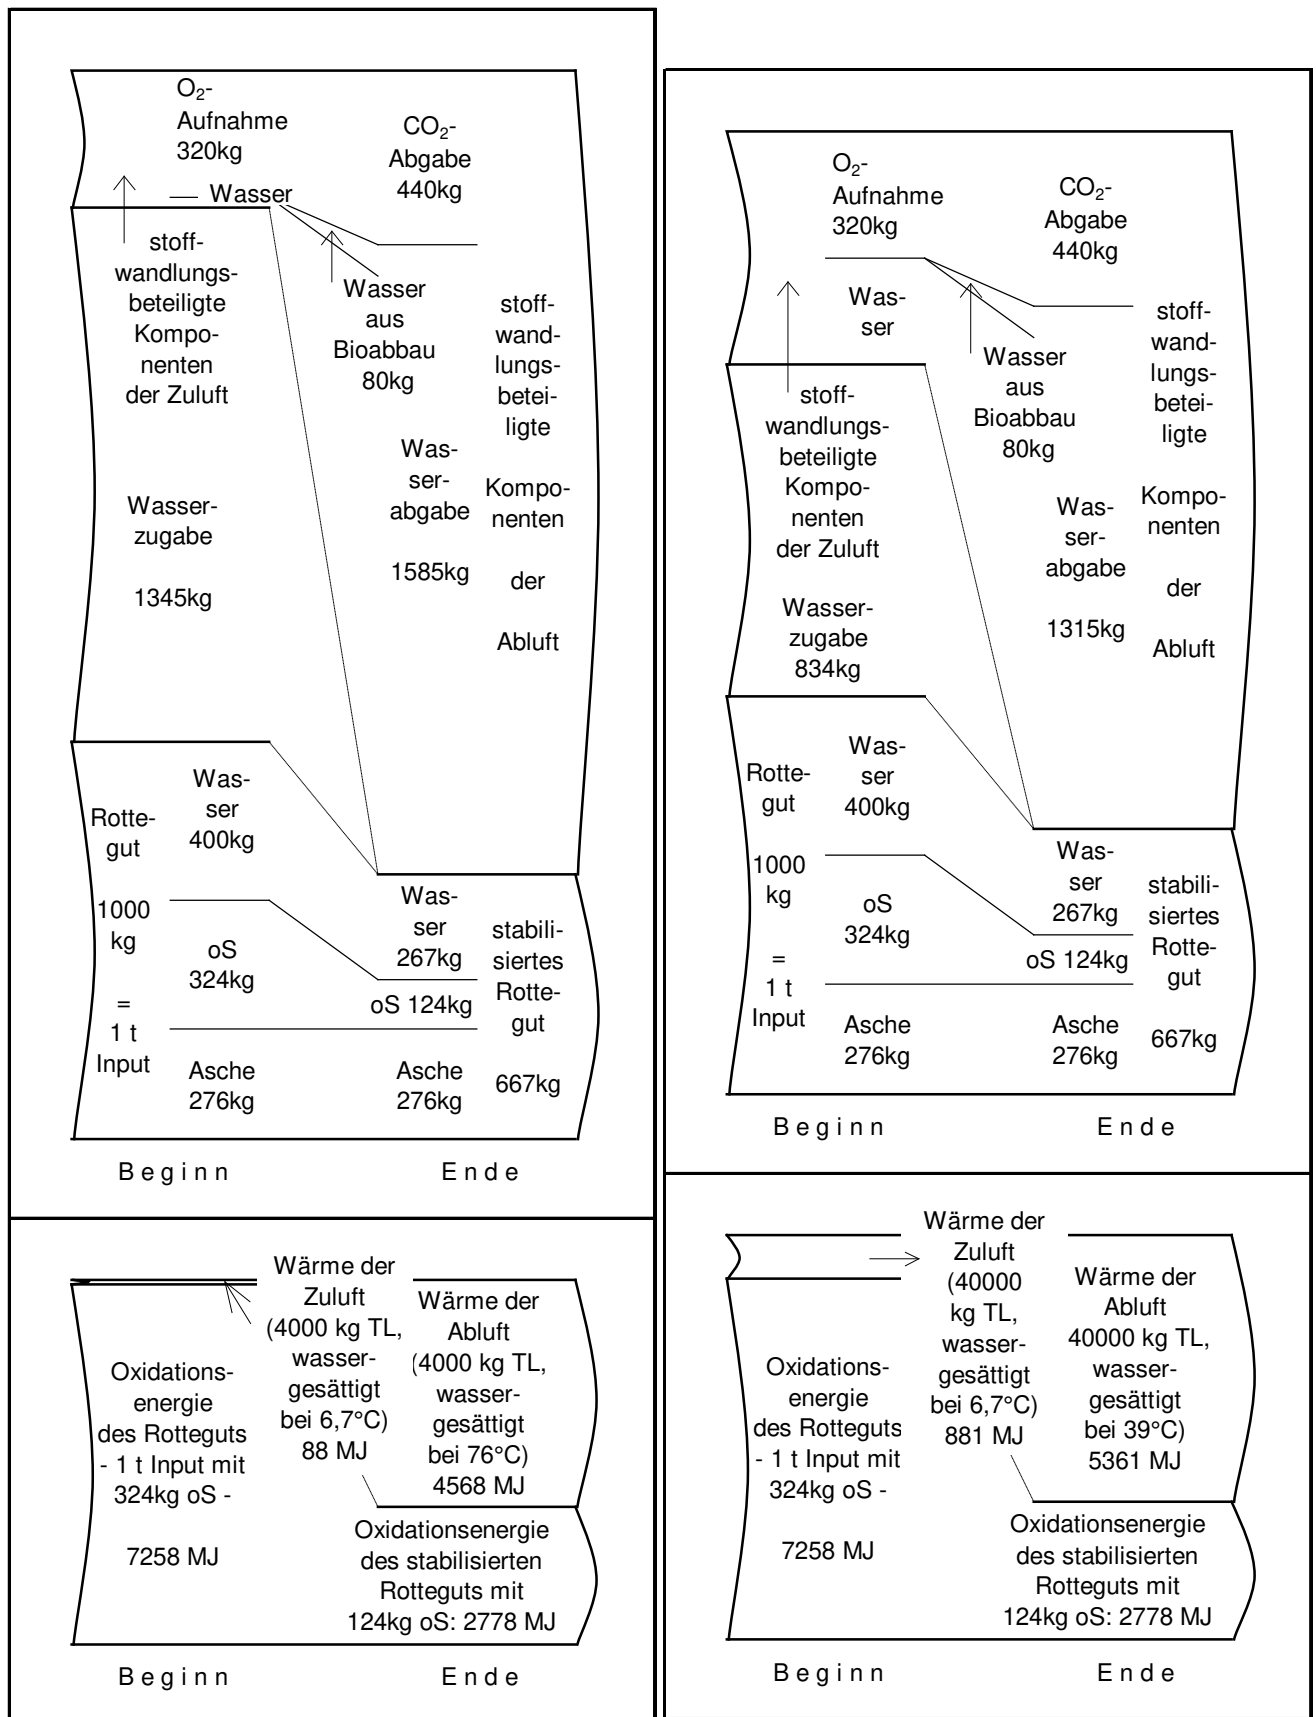 O₂-
Aufnahme
320kg
Wasser
CO₂-
Abgabe
440kg
stoff-
wandlungs-
beteiligte
Kompo-
nenten
der Zuluft
Wasser
aus
Bioabbau
80kg
stoff-
wand-
lungs-
betei-
ligte
Kompo-
nenten
der
Abluft
Wasser-
zugabe
1345kg
Was-
ser-
abgabe
1585kg
Rotte-
gut
1000
kg
=
1 t
Input
Was-
ser
400kg
oS
324kg
Asche
276kg
Was-
ser
267kg
oS 124kg
Asche
276kg
stabili-
siertes
Rotte-
gut
667kg
Beginn
Ende
Oxidations-
energie
des Rotteguts
- 1 t Input mit
324kg oS -
7258 MJ
Wärme der
Zuluft
(4000 kg TL,
wasser-
gesättigt
bei 6,7°C)
88 MJ
Wärme der
Abluft
(4000 kg TL,
wasser-
gesättigt
bei 76°C)
4568 MJ
Oxidationsenergie
des stabilisierten
Rotteguts mit
124kg oS: 2778 MJ
Beginn
Ende
O₂-
Aufnahme
320kg
Was-
ser
CO₂-
Abgabe
440kg
stoff-
wandlungs-
beteiligte
Kompo-
nenten
der Zuluft
Wasser
aus
Bioabbau
80kg
stoff-
wand-
lungs-
betei-
ligte
Kompo-
nenten
der
Abluft
Wasser-
zugabe
834kg
Was-
ser-
abgabe
1315kg
Rotte-
gut
1000
kg
=
1 t
Input
Was-
ser
400kg
oS
324kg
Asche
276kg
Was-
ser
267kg
oS 124kg
Asche
276kg
stabili-
siertes
Rotte-
gut
667kg
Beginn
Ende
Oxidations-
energie
des Rotteguts
- 1 t Input mit
324kg oS -
7258 MJ
Wärme der
Zuluft
(40000
kg TL,
wasser-
gesättigt
bei 6,7°C)
881 MJ
Wärme der
Abluft
40000 kg TL,
wasser-
gesättigt
bei 39°C)
5361 MJ
Oxidationsenergie
des stabilisierten
Rotteguts mit
124kg oS: 2778 MJ
Beginn
Ende